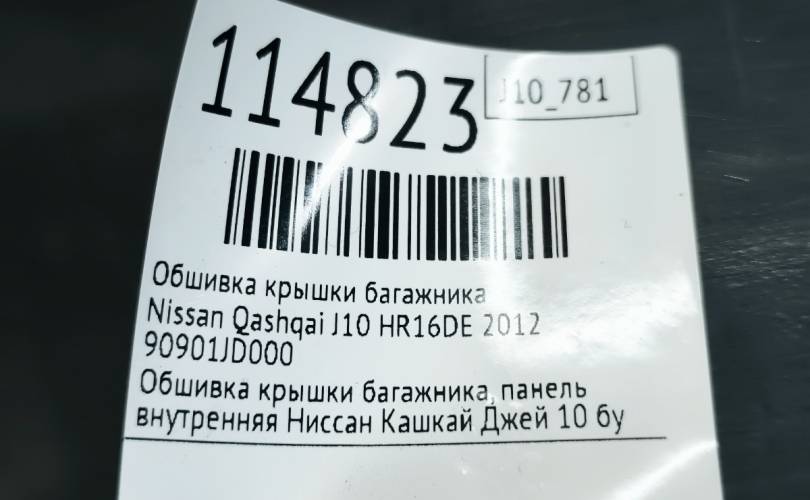 114823
J10_781
Обшивка крышки багажника
Nissan Qashqai J10 HR16DE 2012
90901JD000
Обшивка крышки багажника, панель
внутренняя Ниссан Кашкай Джей 10 бу